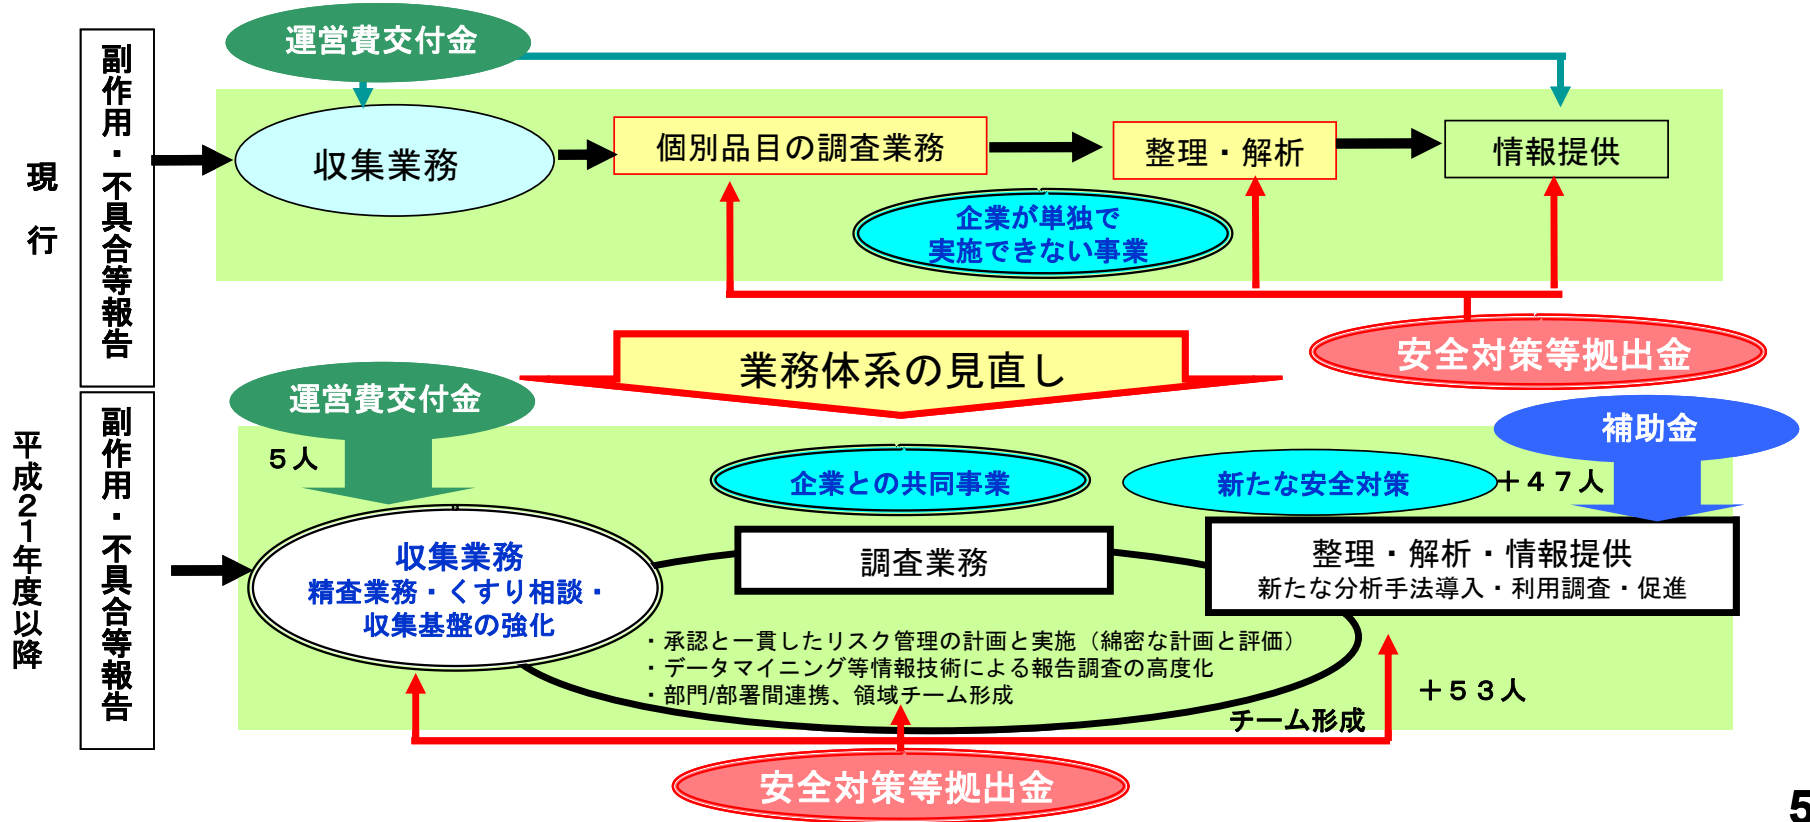 現行
副作用・不具合等報告
運営費交付金
収集業務
個別品目の調査業務
整理・解析
情報提供
企業が単独で
実施できない事業
安全対策等拠出金
業務体系の見直し
平成２１年度以降
副作用・不具合等報告
運営費交付金
５人
補助金
企業との共同事業
新たな安全対策
＋４７人
収集業務
精査業務・くすり相談・
収集基盤の強化
調査業務
整理・解析・情報提供
新たな分析手法導入・利用調査・促進
・承認と一貫したリスク管理の計画と実施（綿密な計画と評価）
・データマイニング等情報技術による報告調査の高度化
・部門/部署間連携、領域チーム形成
＋５３人
チーム形成
安全対策等拠出金
5